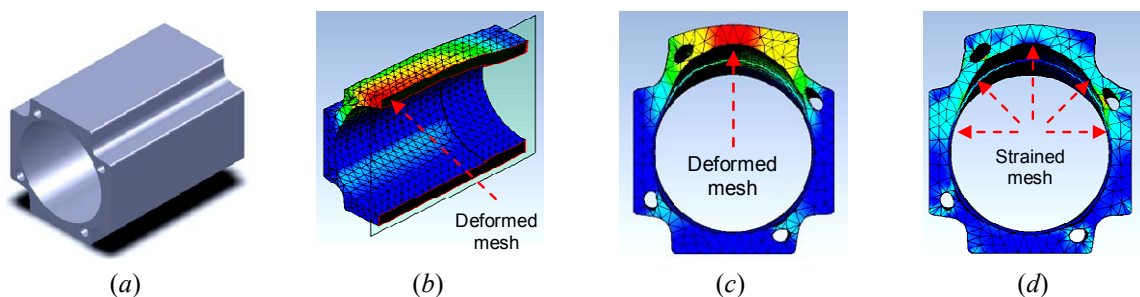 Deformed
mesh
Deformed
mesh
Strained
mesh
(a)
(b)
(c)
(d)